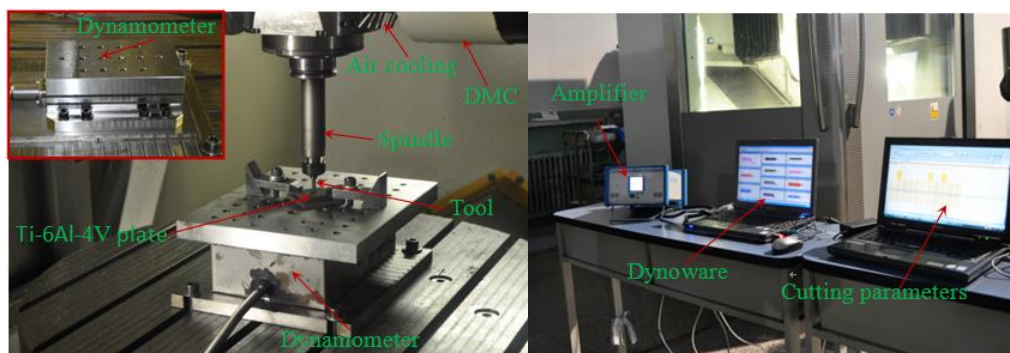 Dynamometer
Air cooling
DMC
Spindle
Tool
Ti-6Al-4V plate
Dynamometer
Amplifier
Dynoware
Cutting parameters